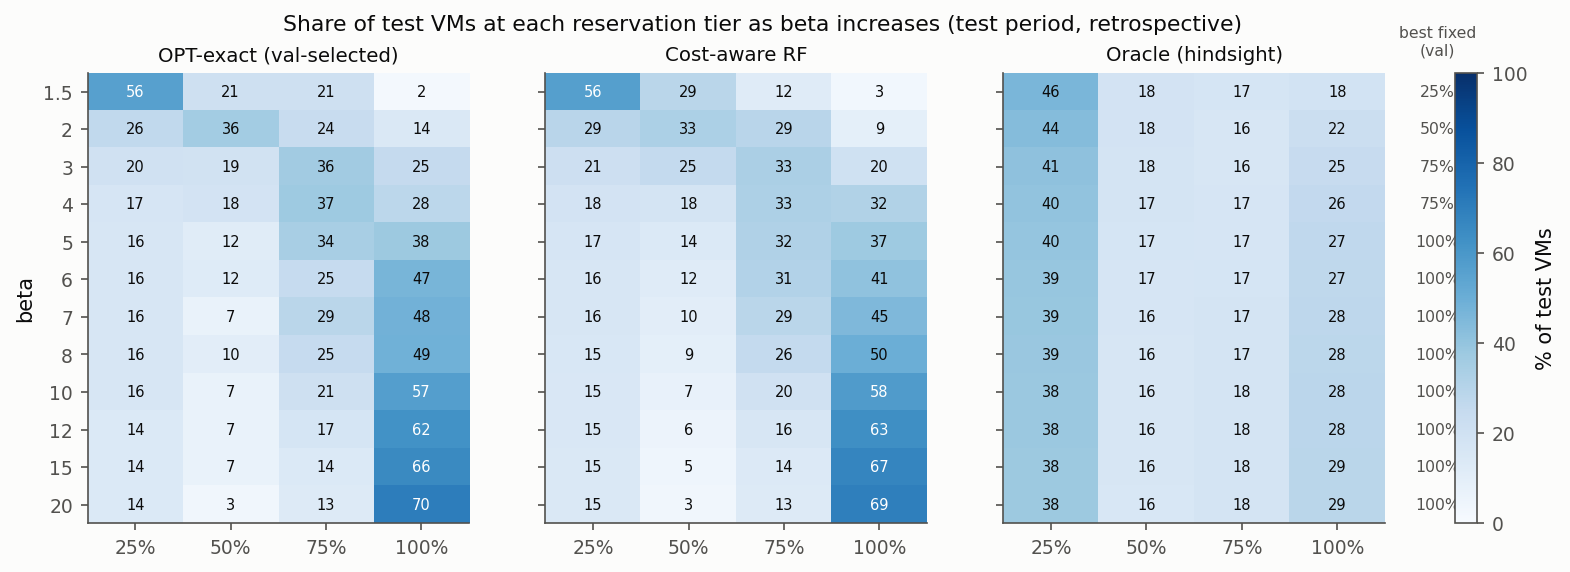 Share of test VMs at each reservation tier as beta increases (test period, retrospective)
best fixed
(val)
OPT-exact (val-selected) Cost-aware RF Oracle (hindsight)
1.5 56 21 21 2 56 29 12 3 46 18 17 18 25% 100
2 26 36 24 14 29 33 29 9 44 18 16 22 50%
3 20 19 36 25 21 25 33 20 41 18 16 25 75% 80
4 17 18 37 28 18 18 33 32 40 17 17 26 75%
5 16 12 34 38 17 14 32 37 40 17 17 27 100%
6 16 12 25 47 16 12 31 41 39 17 17 27 100% 60
7 16 7 29 48 16 10 29 45 39 16 17 28 100%
8 16 10 25 49 15 9 26 50 39 16 17 28 100% 40
10 16 7 21 57 15 7 20 58 38 16 18 28 100%
12 14 7 17 62 15 6 16 63 38 16 18 28 100% 20
15 14 7 14 66 15 5 14 67 38 16 18 29 100%
20 14 3 13 70 15 3 13 69 38 16 18 29 100% 0
25% 50% 75% 100% 25% 50% 75% 100% 25% 50% 75% 100%
beta
% of test VMs